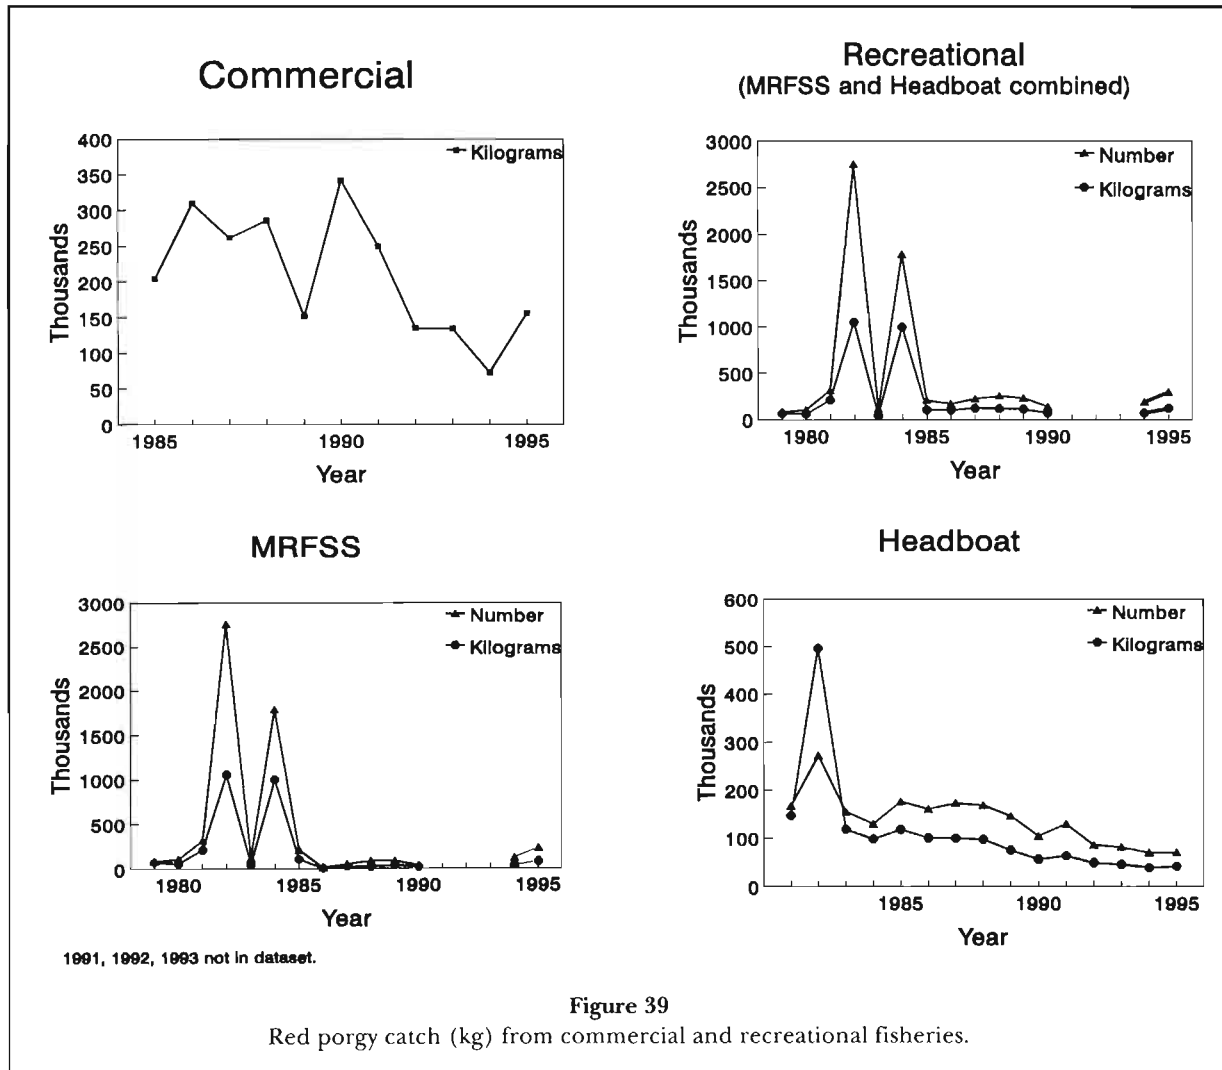 Commercial
400
350
300
250
200
150
100
50
0
Thousands
Kilograms
1985
1990
1995
Year
Recreational
(MRFSS and Headboat combined)
3000
2500
2000
1500
1000
500
0
Thousands
Number
Kilograms
1980
1985
1990
1995
Year
MRFSS
3000
2500
2000
1500
1000
500
0
Thousands
Number
Kilograms
1980
1985
1990
1995
Year
1991, 1992, 1993 not in dataset.
Headboat
600
500
400
300
200
100
0
Thousands
Number
Kilograms
1985
1990
1995
Year
Figure 39
Red porgy catch (kg) from commercial and recreational fisheries.